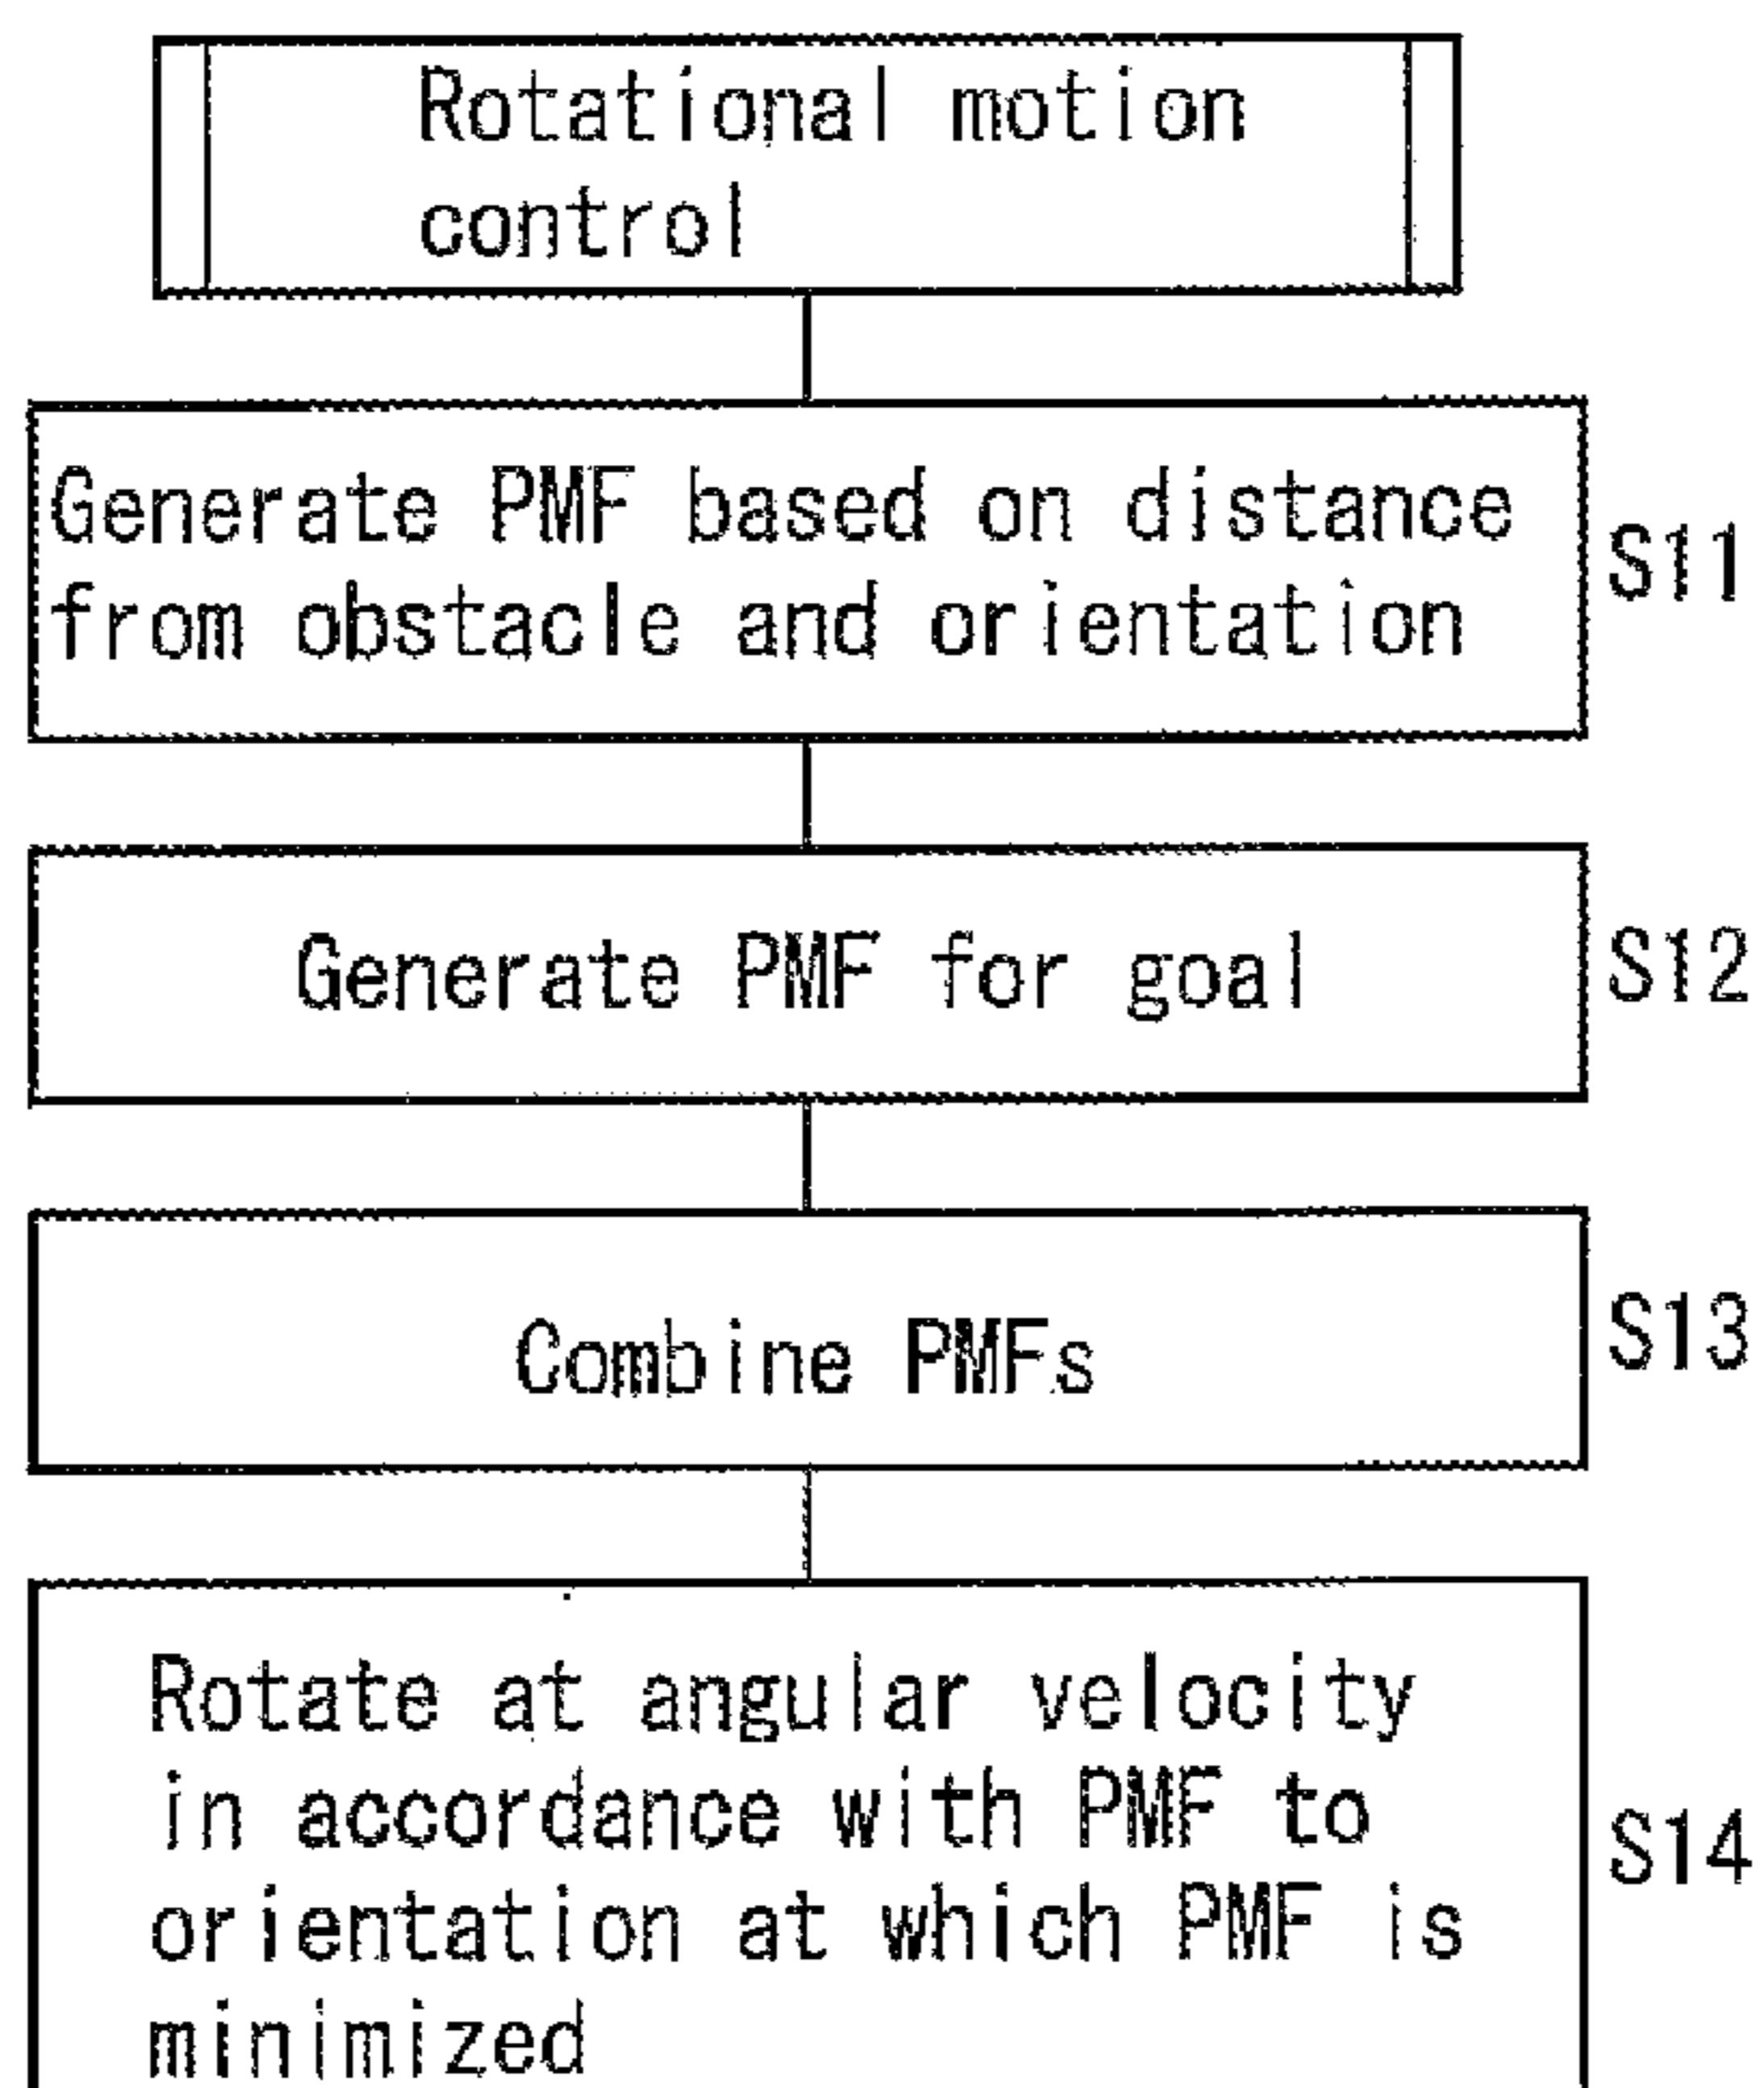 Rotational motion
control
Generate PMF based on distance
from obstacle and orientation
S11
Generate PMF for goal
S12
Combine PMFs
S13
Rotate at angular velocity
in accordance with PMF to
orientation at which PMF is
minimized
S14